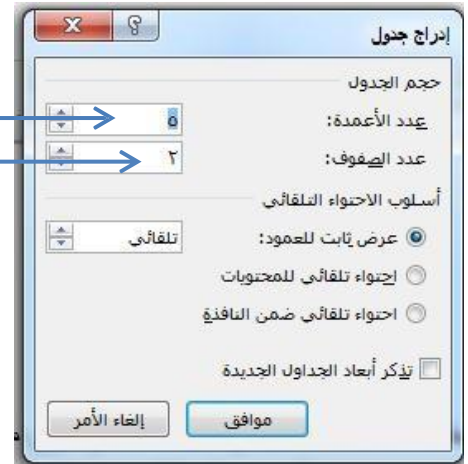 إدراج جدول
حجم الجدول
عدد الأعمدة: ٥
عدد الصفوف: ٢
أسلوب الاحتواء التلقائي
عرض ثابت للعمود: تلقائي
احتواء تلقائي للمحتويات
احتواء تلقائي ضمن النافذة
تذكر أبعاد الجداول الجديدة
موافق إلغاء الأمر